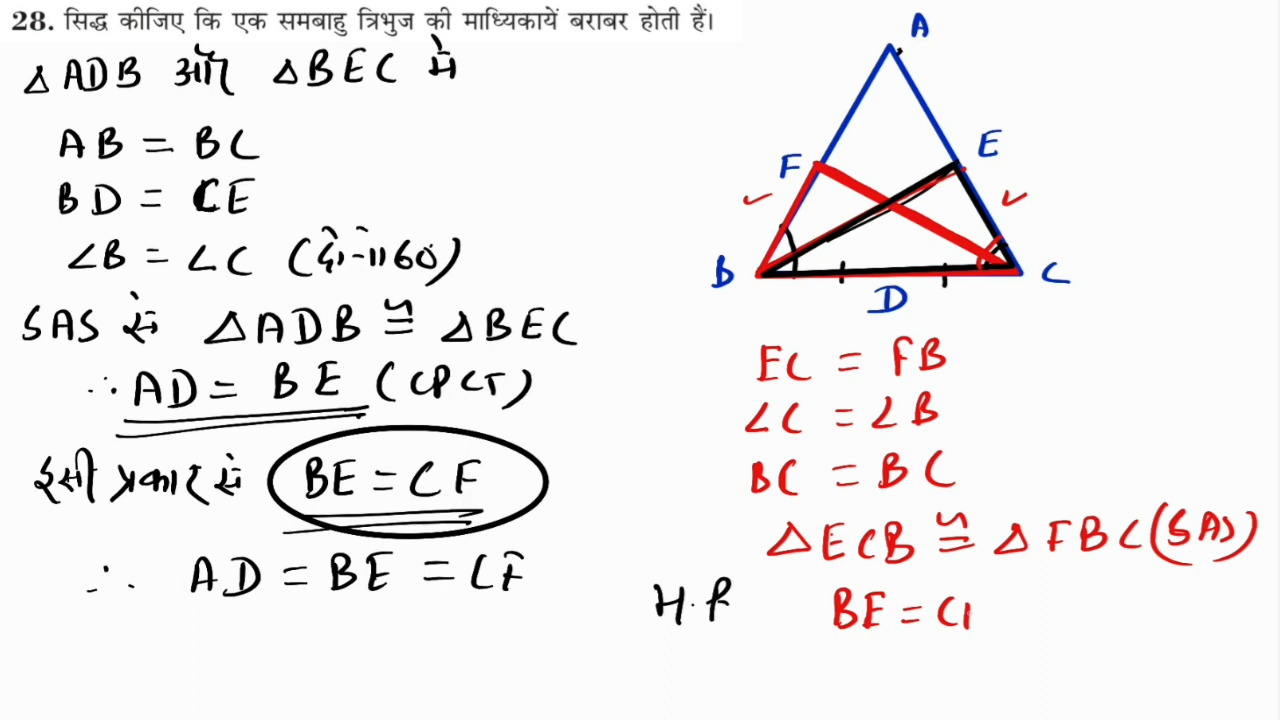 28. सिद्ध कीजिए कि एक समबाहु त्रिभुज की माध्यिकायें बराबर होती हैं।
△ADB और △BEC में
AB = BC
BD = CE
∠B = ∠C (दोनों 60)
SAS से △ADB ≅ △BEC
∴ AD = BE (CPCT)
इसी प्रकार से BE = CF
∴ AD = BE = CF
H.P
A
F
E
B
D
C
EC = FB
∠C = ∠B
BC = BC
△ECB ≅ △FBC (SAS)
BE = C